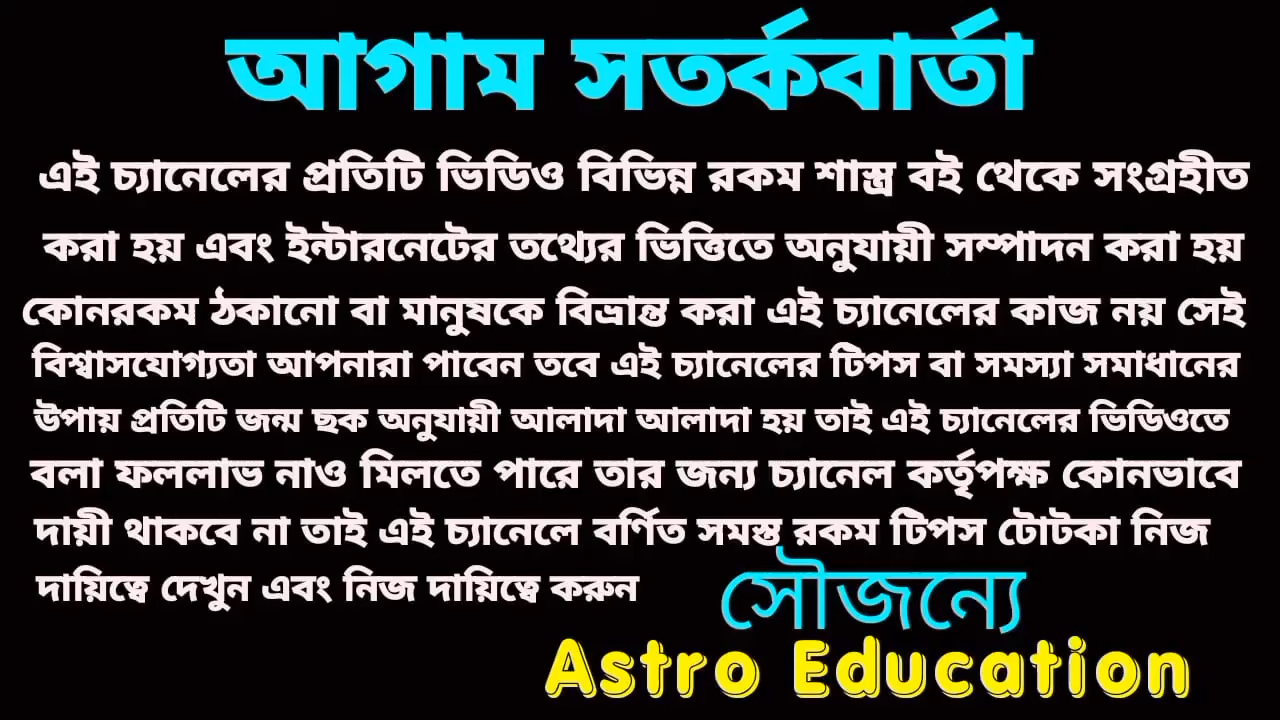 আগাম সতর্কবার্তা
এই চ্যানেলের প্রতিটি ভিডিও বিভিন্ন রকম শাস্ত্র বই থেকে সংগ্রহীত
করা হয় এবং ইন্টারনেটের তথ্যের ভিত্তিতে অনুযায়ী সম্পাদন করা হয়
কোনরকম ঠকানো বা মানুষকে বিভ্রান্ত করা এই চ্যানেলের কাজ নয় সেই
বিশ্বাসযোগ্যতা আপনারা পাবেন তবে এই চ্যানেলের টিপস বা সমস্যা সমাধানের
উপায় প্রতিটি জন্ম ছক অনুযায়ী আলাদা আলাদা হয় তাই এই চ্যানেলের ভিডিওতে
বলা ফললাভ নাও মিলতে পারে তার জন্য চ্যানেল কর্তৃপক্ষ কোনভাবে
দায়ী থাকবে না তাই এই চ্যানেলে বর্ণিত সমস্ত রকম টিপস টোটকা নিজ
দায়িত্বে দেখুন এবং নিজ দায়িত্বে করুন
সৌজন্যে
Astro Education